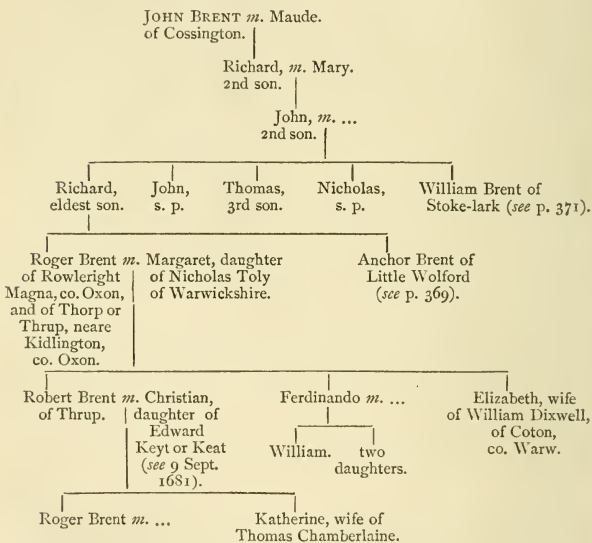 JOHN BRENT m. Maude.
of Cossington.
Richard, m. Mary.
2nd son.
John, m. ...
2nd son.
Richard,
eldest son.
John,
s. p.
Thomas,
3rd son.
Nicholas,
s. p.
William Brent of
Stoke-lark (see p. 371).
Roger Brent m. Margaret, daughter
of Rowleright of Nicholas Toly
Magna, co. Oxon, of Warwickshire.
and of Thorp or
Thrup, neare
Kidlington,
co. Oxon.
Anchor Brent of
Little Wolford
(see p. 369).
Robert Brent m. Christian,
of Thrup. daughter of
Edward
Keyt or Keat
(see 9 Sept.
1681).
Ferdinando m. ...
William. two
daughters.
Elizabeth, wife
of William Dixwell,
of Coton,
co. Warw.
Roger Brent m. ...
Katherine, wife of
Thomas Chamberlaine.